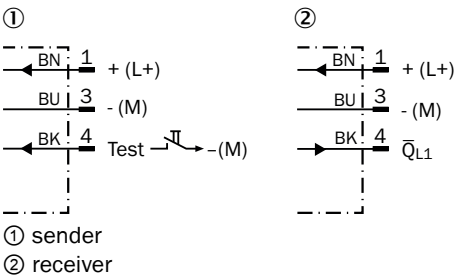 ① ②
BN 1 + (L+) BN 1 + (L+)
BU 3 - (M) BU 3 - (M)
BK 4 Test –(M) BK 4 Q̅L1
① sender
② receiver